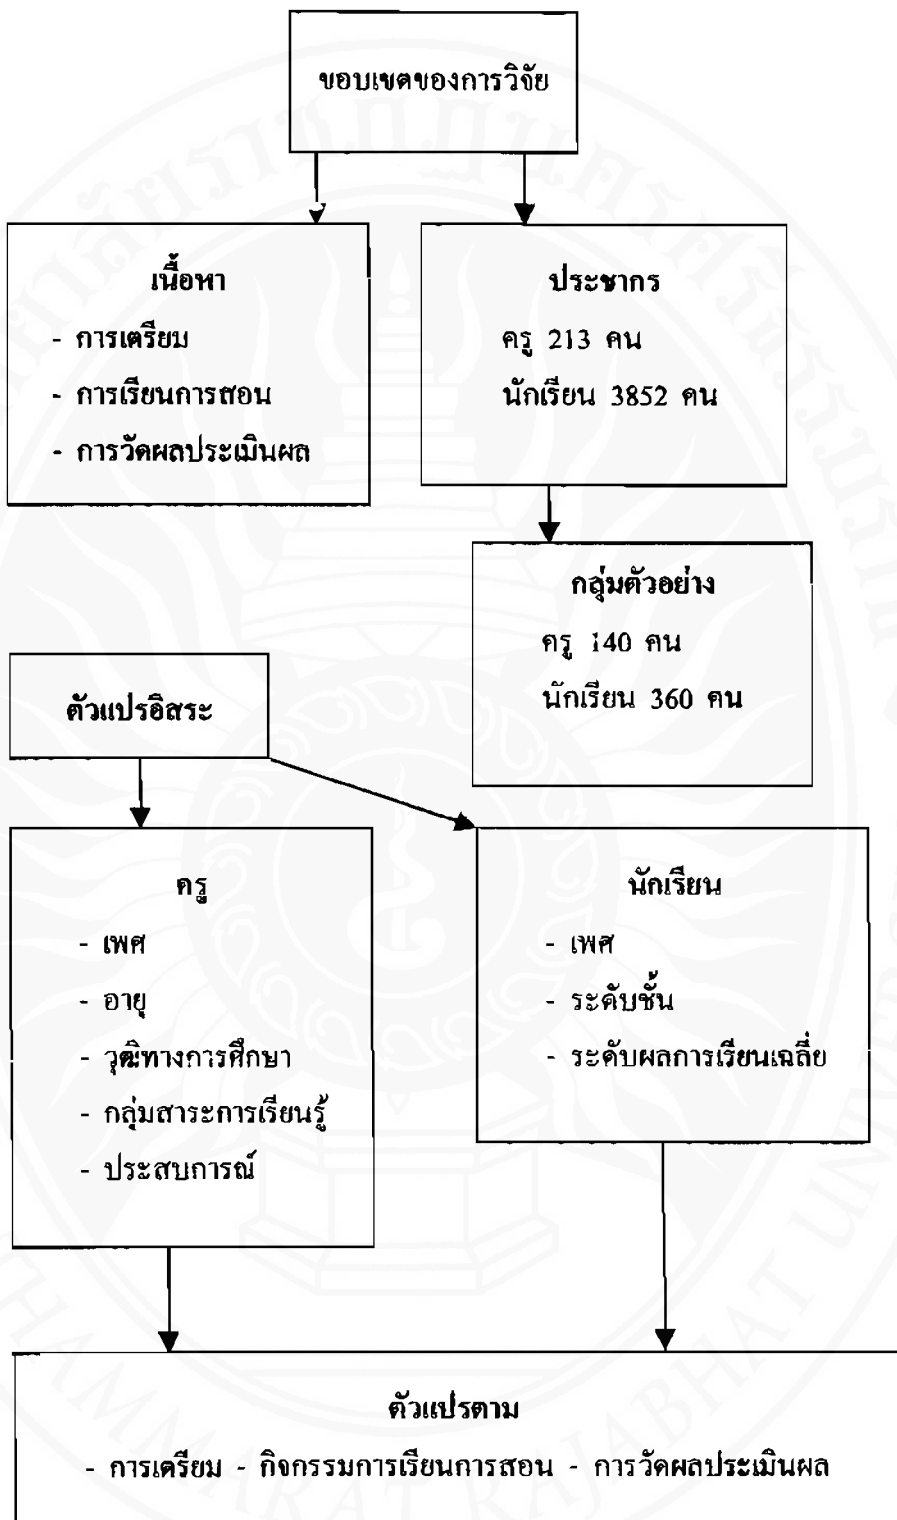 ขอบเขตของการวิจัย
เนื้อหา
- การเตรียม
- การเรียนการสอน
- การวัดผลประเมินผล
ประชากร
ครู 213 คน
นักเรียน 3852 คน
กลุ่มตัวอย่าง
ครู 140 คน
นักเรียน 360 คน
ตัวแปรอิสระ
ครู
- เพศ
- อายุ
- วุฒิทางการศึกษา
- กลุ่มสาระการเรียนรู้
- ประสบการณ์
นักเรียน
- เพศ
- ระดับชั้น
- ระดับผลการเรียนเฉลี่ย
ตัวแปรตาม
- การเตรียม - กิจกรรมการเรียนการสอน - การวัดผลประเมินผล